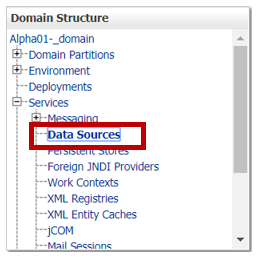 Domain Structure
Alpha01-_domain
Domain Partitions
Environment
Deployments
Services
Messaging
Data Sources
Persistent Stores
Foreign JNDI Providers
Work Contexts
XML Registries
XML Entity Caches
jCOM
Mail Sessions